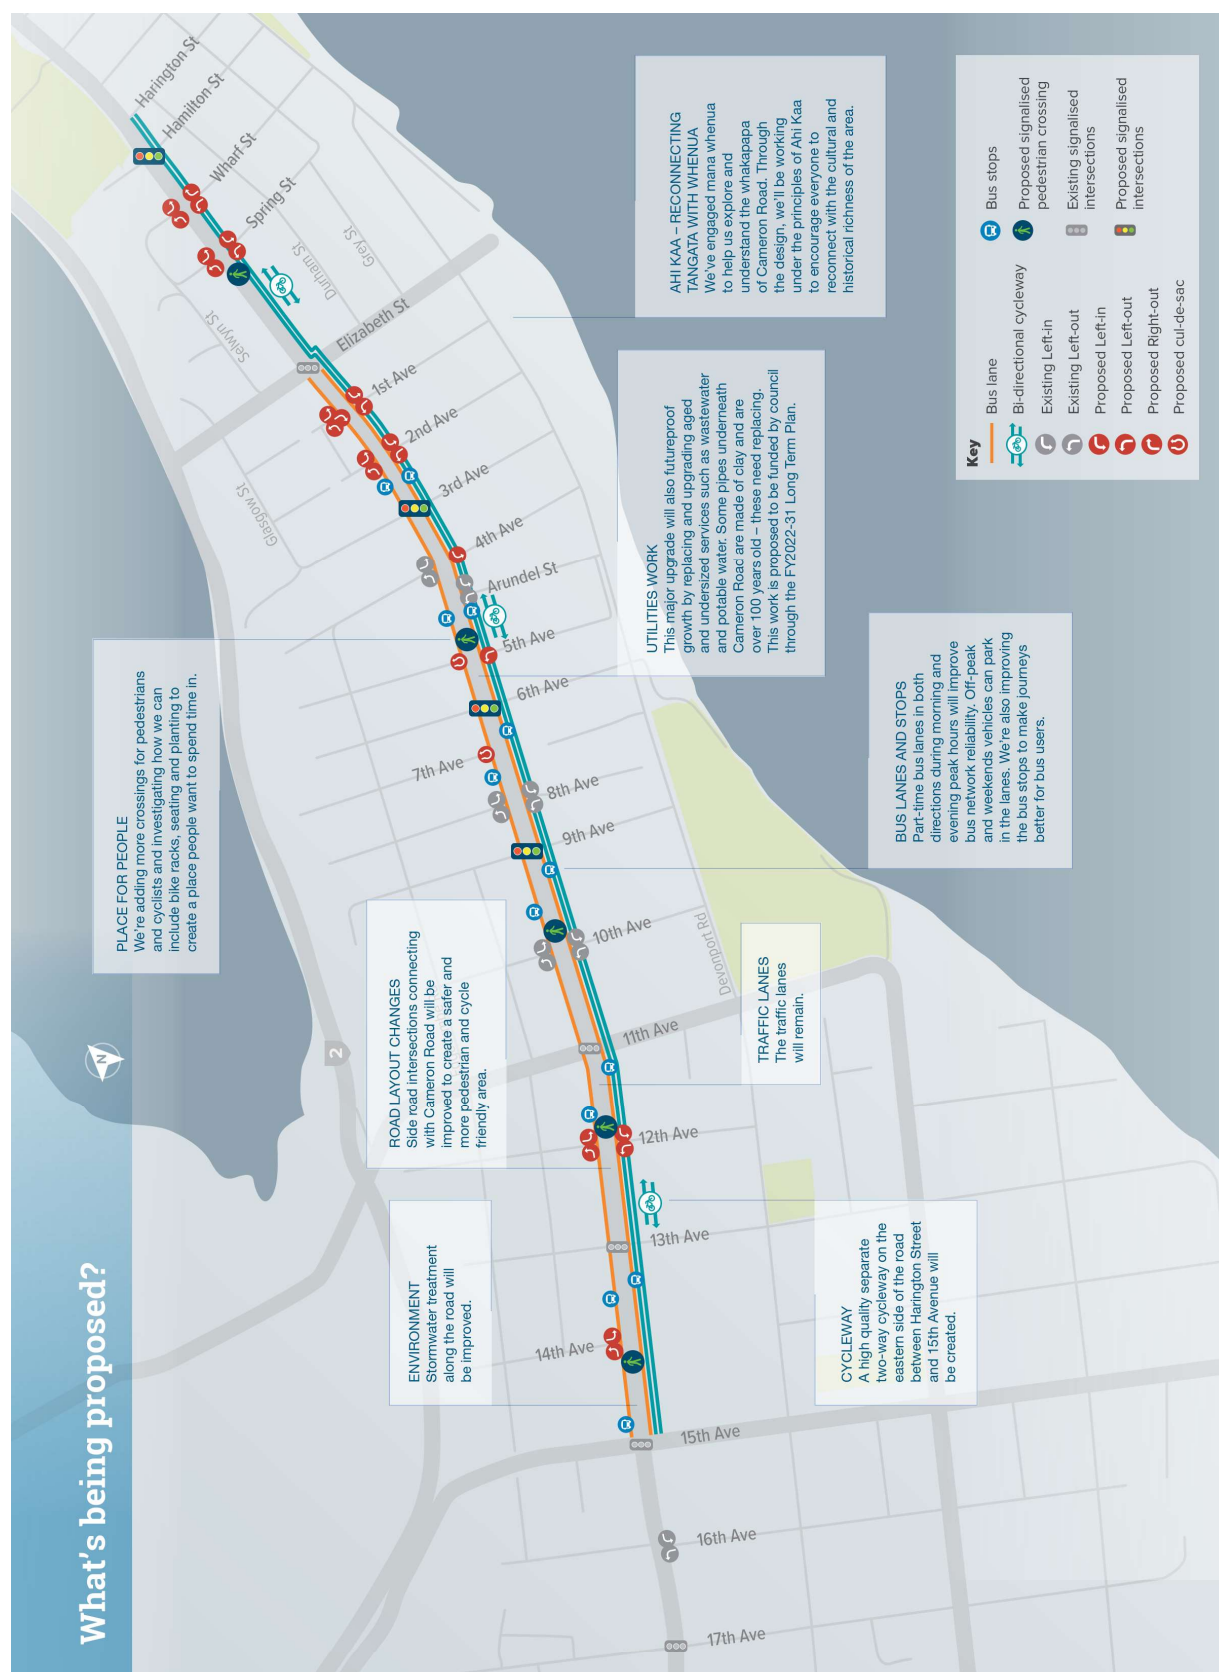 What's being proposed?
N
PLACE FOR PEOPLE
We're adding more crossings for pedestrians
and cyclists and investigating how we can
include bike racks, seating and planting to
create a place people want to spend time in.
ROAD LAYOUT CHANGES
Side road intersections connecting
with Cameron Road will be
improved to create a safer and
more pedestrian and cycle
friendly area.
ENVIRONMENT
Stormwater treatment
along the road will
be improved.
2
17th Ave
16th Ave
15th Ave
14th Ave
13th Ave
12th Ave
11th Ave
10th Ave
9th Ave
8th Ave
7th Ave
6th Ave
5th Ave
Arundel St
4th Ave
3rd Ave
2nd Ave
1st Ave
Elizabeth St
Glasgow St
Selwyn St
Durham St
Grey St
Spring St
Wharf St
Hamilton St
Harington St
Devonport Rd
UTILITIES WORK
This major upgrade will also futureproof
growth by replacing and upgrading aged
and undersized services such as wastewater
and potable water. Some pipes underneath
Cameron Road are made of clay and are
over 100 years old – these need replacing.
This work is proposed to be funded by council
through the FY2022-31 Long Term Plan.
AHI KAA – RECONNECTING
TANGATA WITH WHENUA
We've engaged mana whenua
to help us explore and
understand the whakapapa
of Cameron Road. Through
the design, we'll be working
under the principles of Ahi Kaa
to encourage everyone to
reconnect with the cultural and
historical richness of the area.
TRAFFIC LANES
The traffic lanes
will remain.
CYCLEWAY
A high quality separate
two-way cycleway on the
eastern side of the road
between Harington Street
and 15th Avenue will
be created.
BUS LANES AND STOPS
Part-time bus lanes in both
directions during morning and
evening peak hours will improve
bus network reliability. Off-peak
and weekends vehicles can park
in the lanes. We're also improving
the bus stops to make journeys
better for bus users.
Key
Bus lane
Bi-directional cycleway
Existing Left-in
Existing Left-out
Proposed Left-in
Proposed Left-out
Proposed Right-out
Proposed cul-de-sac
Bus stops
Proposed signalised
pedestrian crossing
Existing signalised
intersections
Proposed signalised
intersections